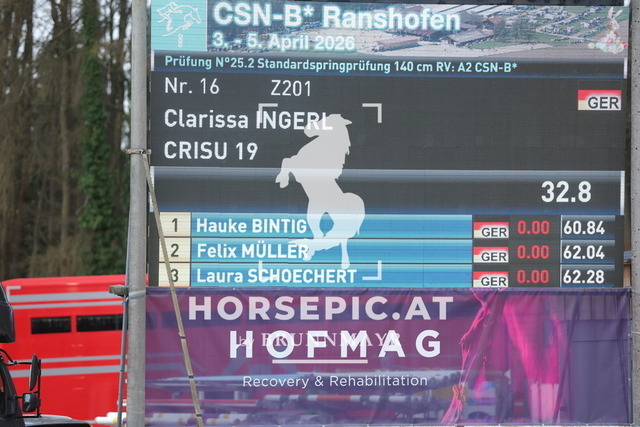 CSN-B* Ranshofen
3. - 5. April 2026
Prüfung N°25.2 Standardspringprüfung 140 cm RV: A2 CSN-B*
Nr. 16 Z201
GER
Clarissa INGERL
CRISU 19
32.8
1 Hauke BINTIG GER 0.00 60.84
2 Felix MÜLLER GER 0.00 62.04
3 Laura SCHOECHERT GER 0.00 62.28
HORSEPIC.AT
by BRUNNMAYR
HOFMAG
Recovery & Rehabilitation